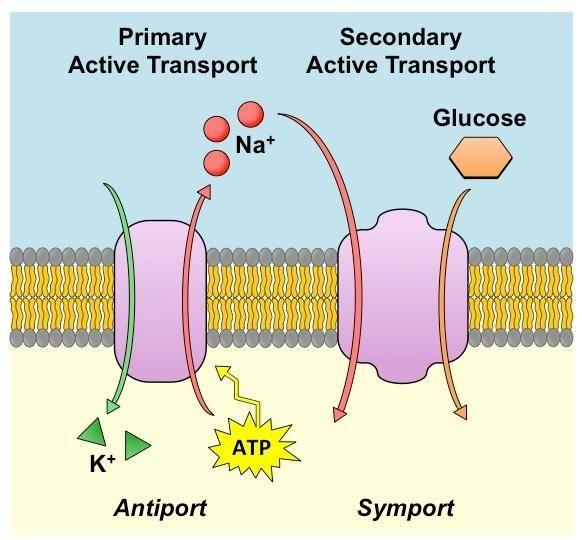 Primary
Active Transport
Secondary
Active Transport
Glucose
Na⁺
K⁺
ATP
Antiport
Symport